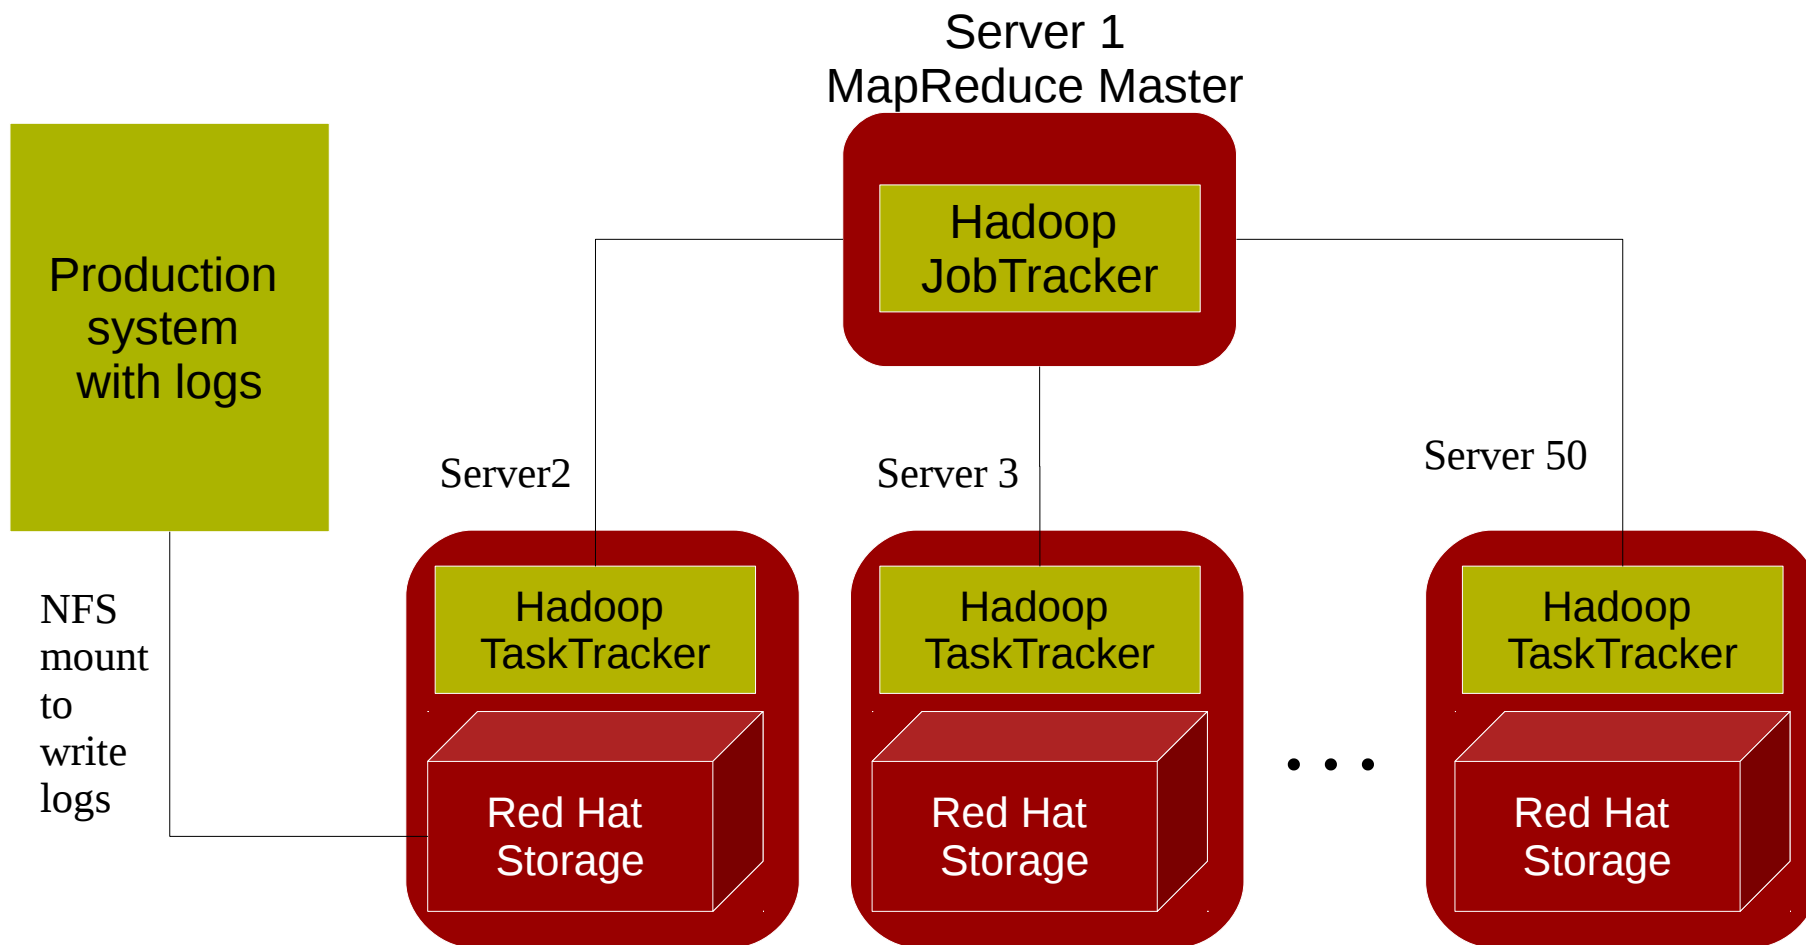 Server 1
MapReduce Master
Hadoop
JobTracker
Production
system
with logs
Server2
Server 3
Server 50
NFS
mount
to
write
logs
Hadoop
TaskTracker
Red Hat
Storage
Hadoop
TaskTracker
Red Hat
Storage
. . .
Hadoop
TaskTracker
Red Hat
Storage